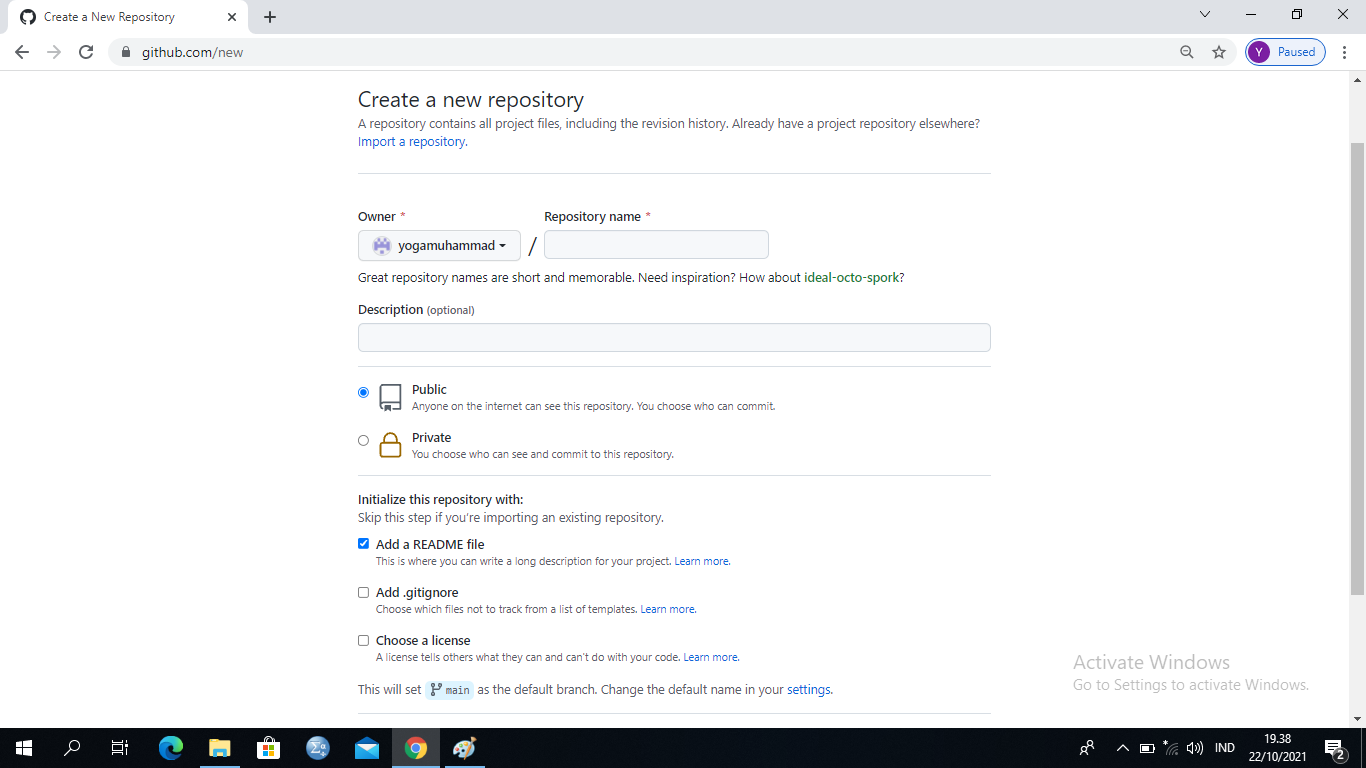 Create a New Repository
github.com/new
Y Paused
Create a new repository
A repository contains all project files, including the revision history. Already have a project repository elsewhere?
Import a repository.
Owner * Repository name *
yogamuhammad /
Great repository names are short and memorable. Need inspiration? How about ideal-octo-spork?
Description (optional)
Public
Anyone on the internet can see this repository. You choose who can commit.
Private
You choose who can see and commit to this repository.
Initialize this repository with:
Skip this step if you're importing an existing repository.
Add a README file
This is where you can write a long description for your project. Learn more.
Add .gitignore
Choose which files not to track from a list of templates. Learn more.
Choose a license
A license tells others what they can and can't do with your code. Learn more.
This will set main as the default branch. Change the default name in your settings.
Activate Windows
Go to Settings to activate Windows.
IND
19.38
22/10/2021
2